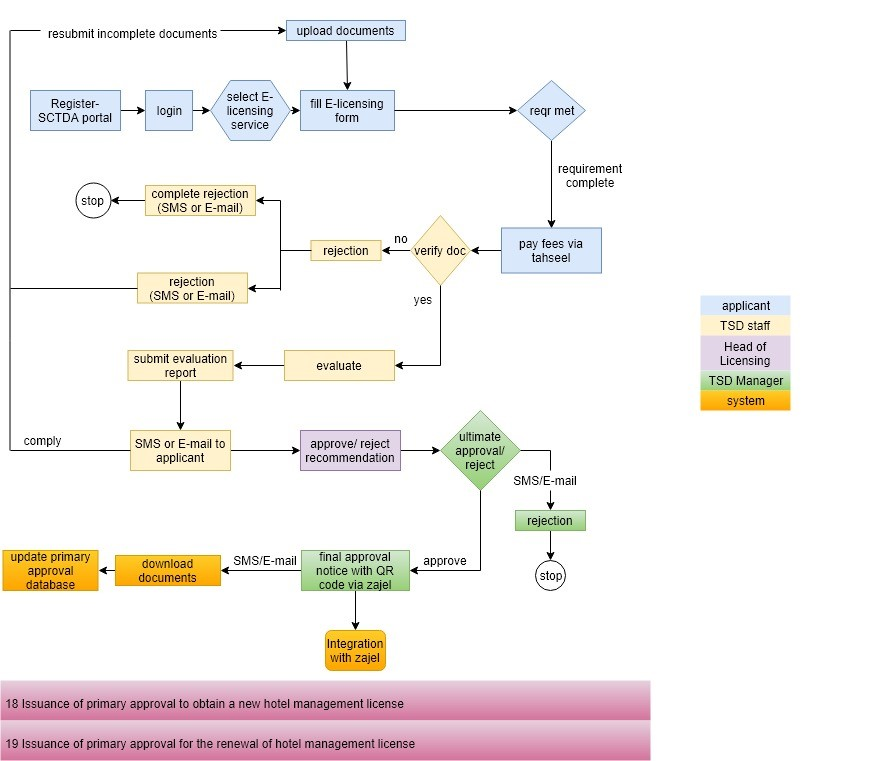 resubmit incomplete documents
upload documents
Register-
SCTDA portal
login
select E-
licensing
service
fill E-licensing
form
reqr met
requirement
complete
stop
complete rejection
(SMS or E-mail)
no
rejection
verify doc
pay fees via
tahseel
rejection
(SMS or E-mail)
yes
applicant
TSD staff
Head of
Licensing
TSD Manager
system
submit evaluation
report
evaluate
comply
SMS or E-mail to
applicant
approve/ reject
recommendation
ultimate
approval/
reject
SMS/E-mail
rejection
stop
update primary
approval
database
download
documents
SMS/E-mail
final approval
notice with QR
code via zajel
approve
Integration
with zajel
18 Issuance of primary approval to obtain a new hotel management license
19 Issuance of primary approval for the renewal of hotel management license